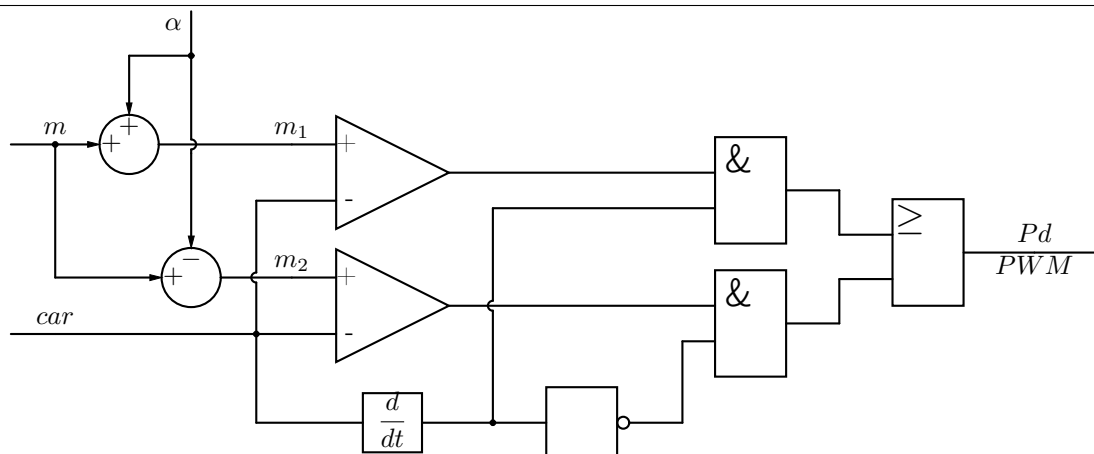 α
m
+
+
m₁
+
-
&
≥
Pd
PWM
−
+
m₂
+
-
&
car
d
dt